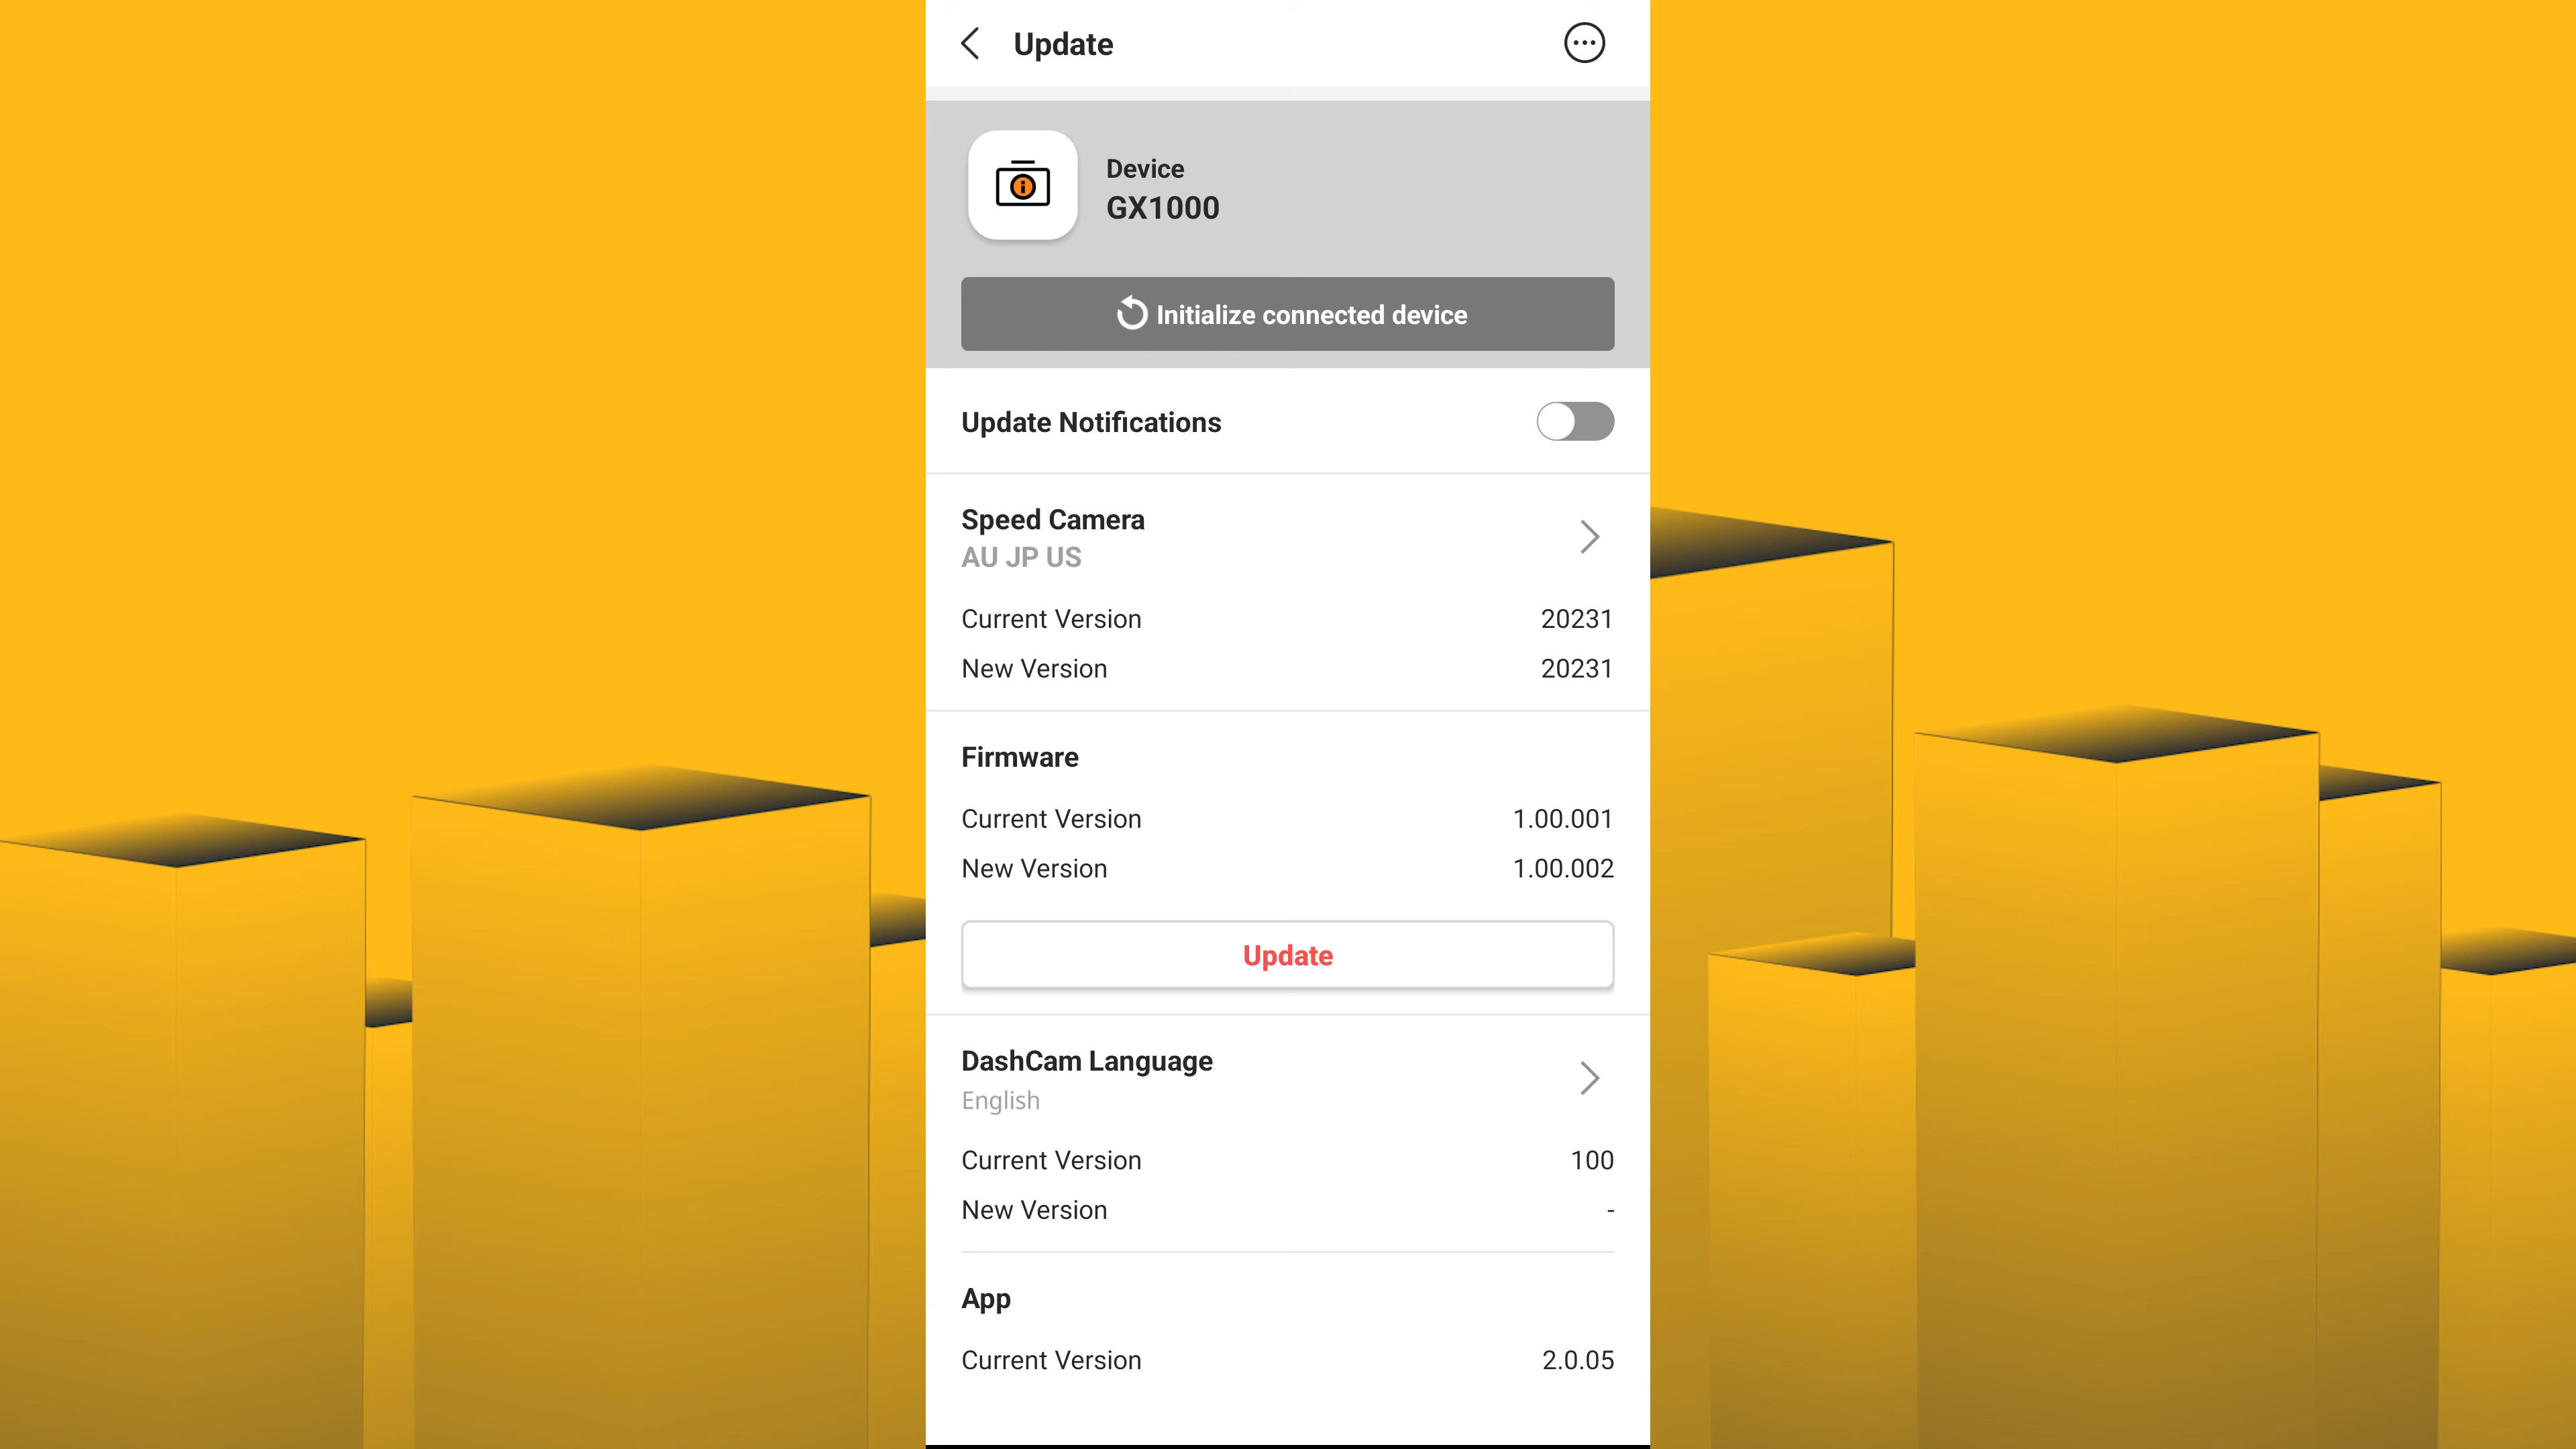 Update
Device
GX1000
Initialize connected device
Update Notifications
Speed Camera
AU JP US
Current Version 20231
New Version 20231
Firmware
Current Version 1.00.001
New Version 1.00.002
Update
DashCam Language
English
Current Version 100
New Version -
App
Current Version 2.0.05